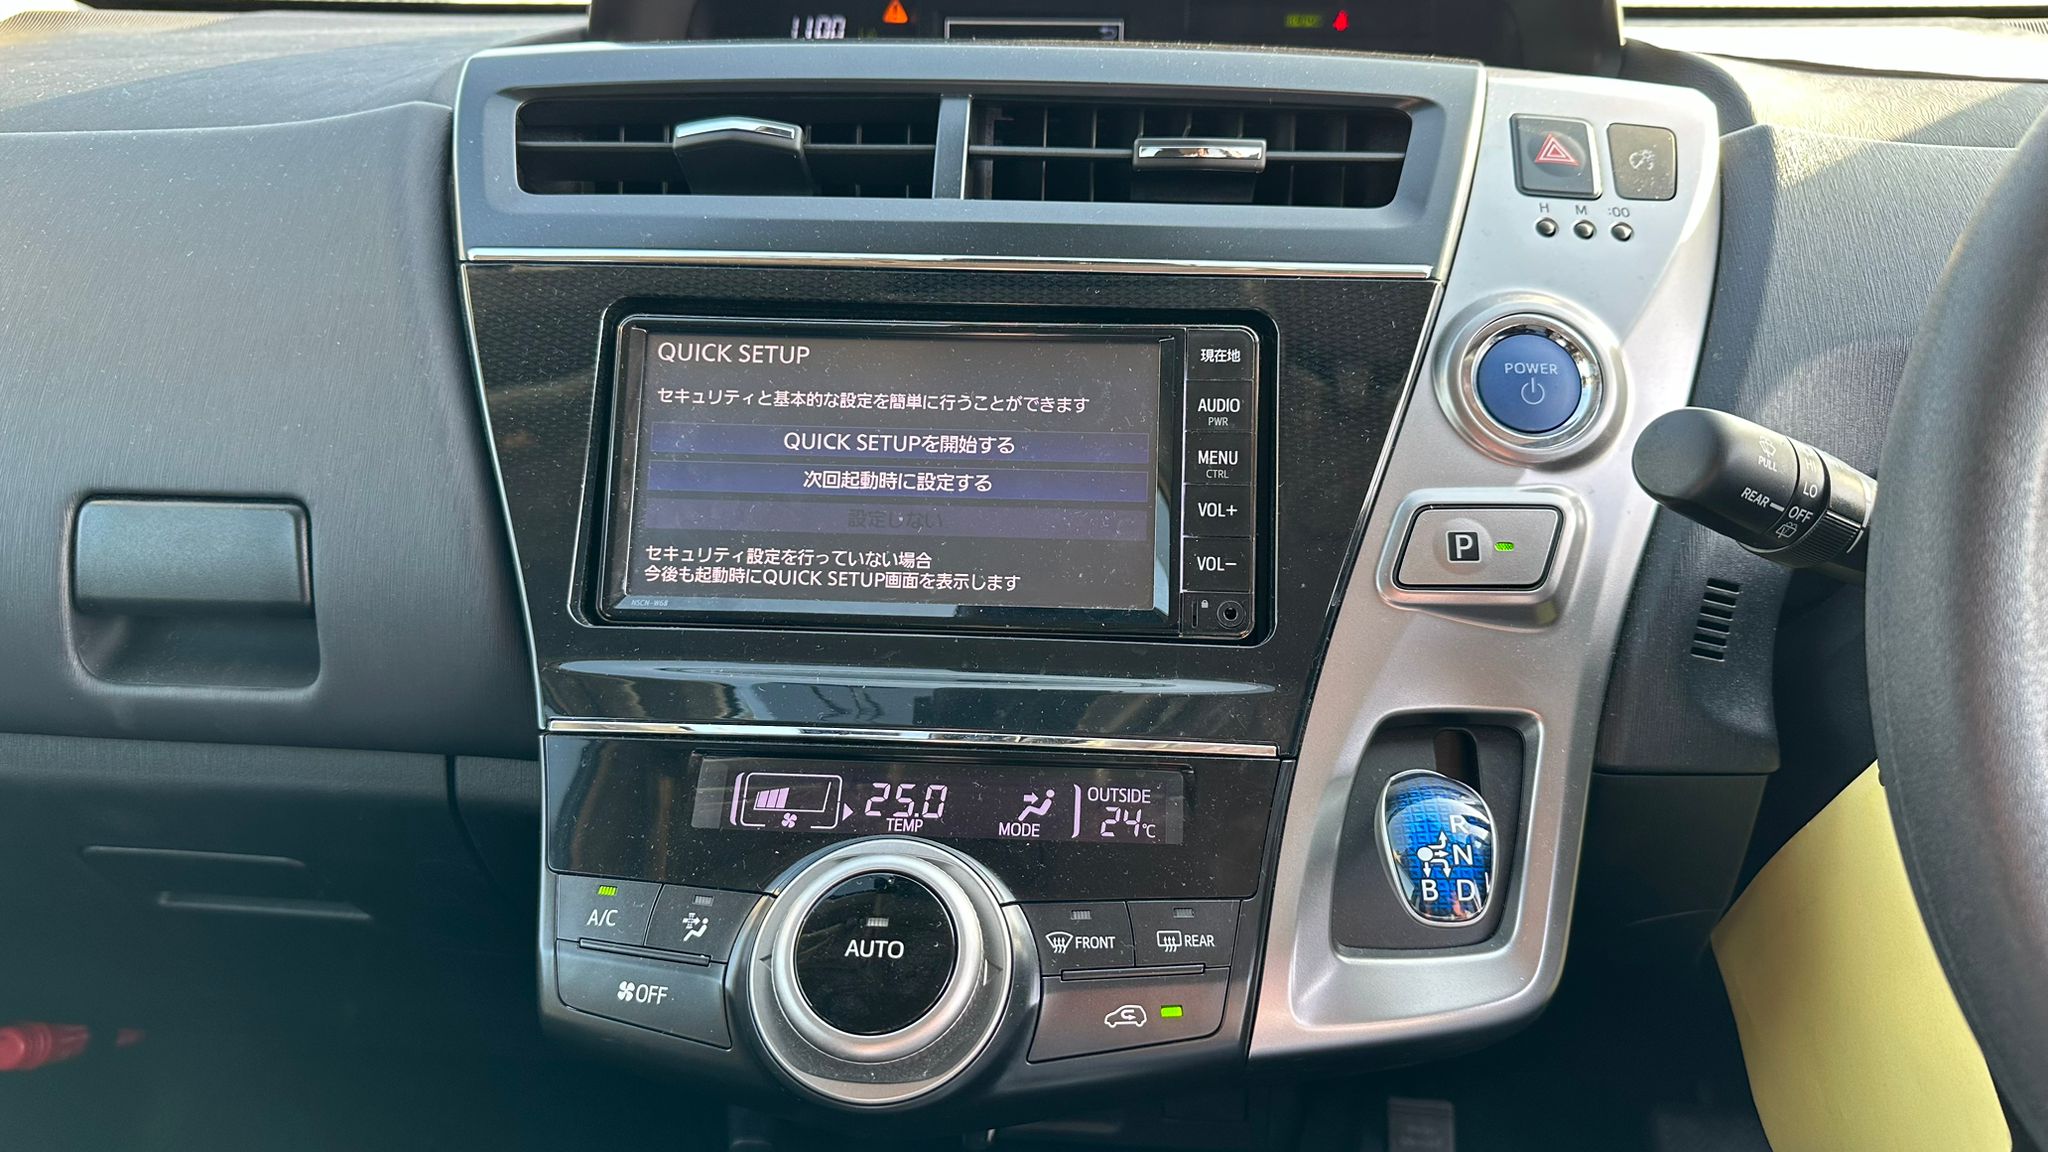 1100
H M :00
QUICK SETUP
セキュリティと基本的な設定を簡単に行うことができます
QUICK SETUPを開始する
次回起動時に設定する
設定しない
セキュリティ設定を行っていない場合
今後も起動時にQUICK SETUP画面を表示します
NSCN-W68
現在地
AUDIO
PWR
MENU
CTRL
VOL+
VOL-
POWER
P
PULL
HI
LO
REAR
OFF
25.0
TEMP
MODE
OUTSIDE
24°C
R
N
B D
A/C
AUTO
FRONT
REAR
OFF